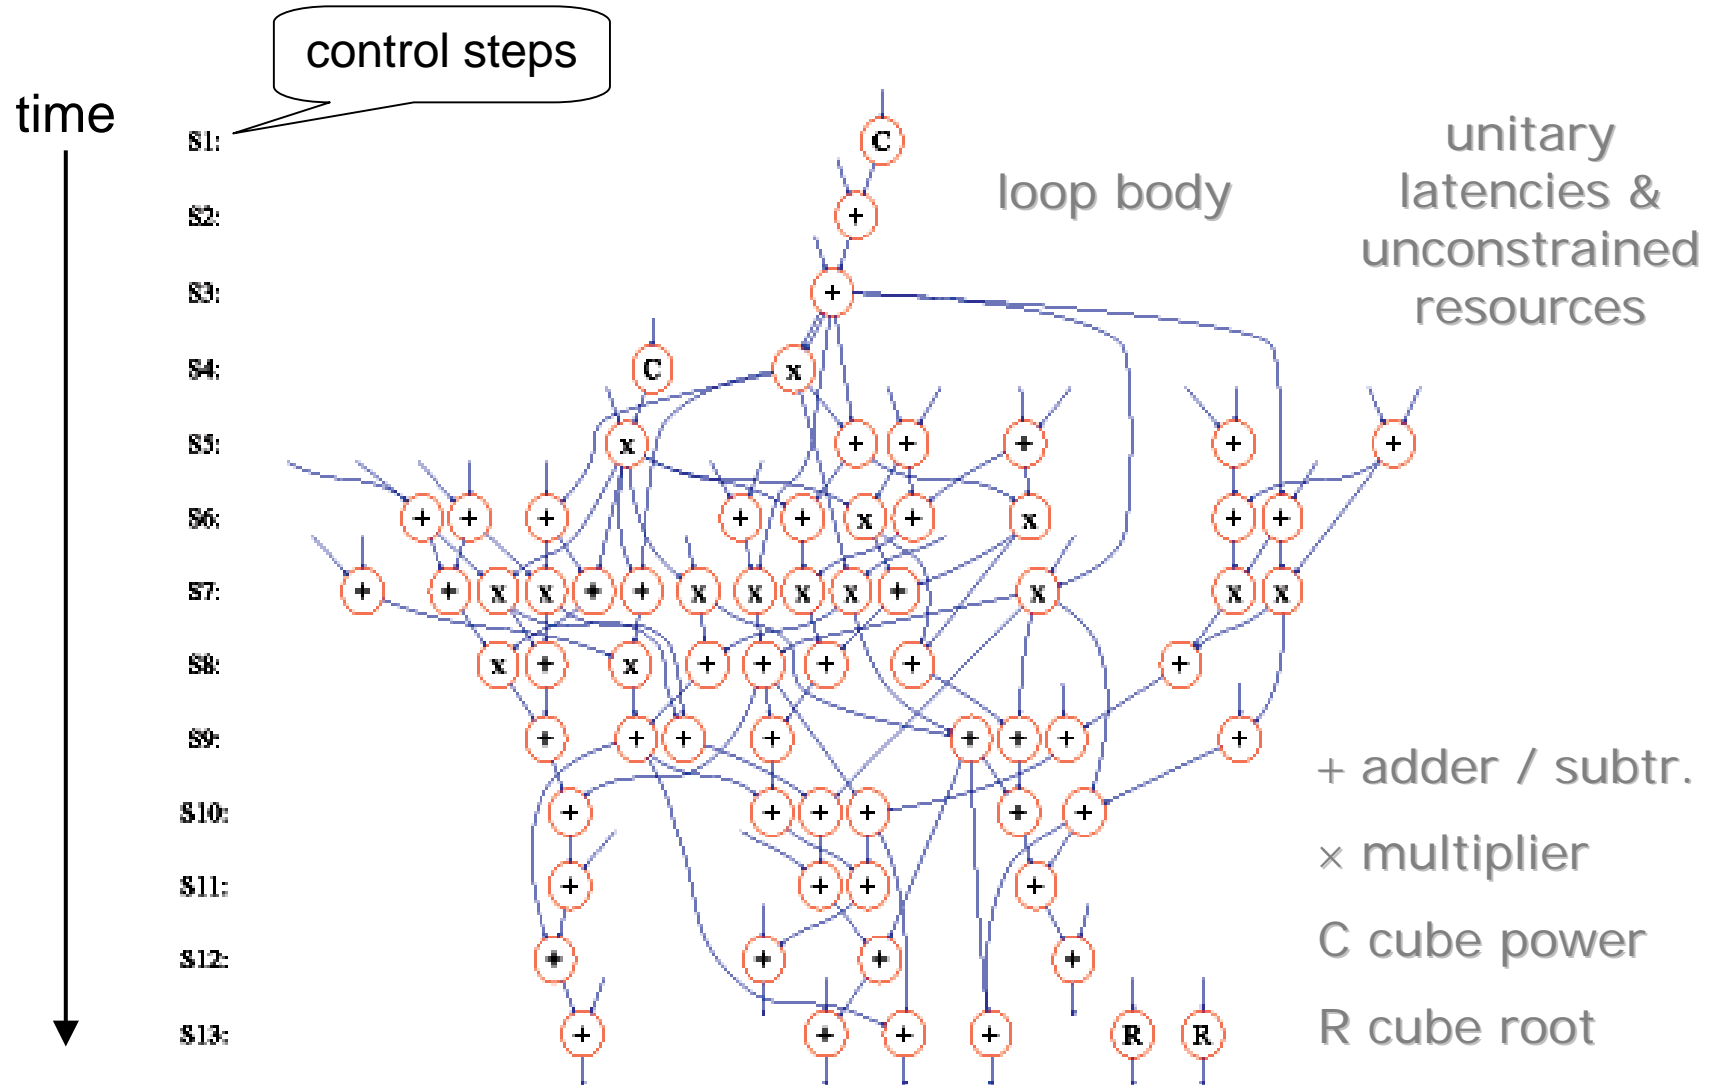 control steps
time
S1:
C
unitary
latencies &
unconstrained
resources
loop body
S2:
+
S3:
+
S4:
C x
S5:
x + + + + +
S6:
+ + + + + x + x + +
S7:
+ + x x + + x x x x + x x x
S8:
x + x + + + + +
S9:
+ + + + + + + +
+ adder / subtr.
S10:
+ + + + + +
× multiplier
S11:
+ + + +
C cube power
S12:
+ + + +
S13:
+ + + + R R
R cube root